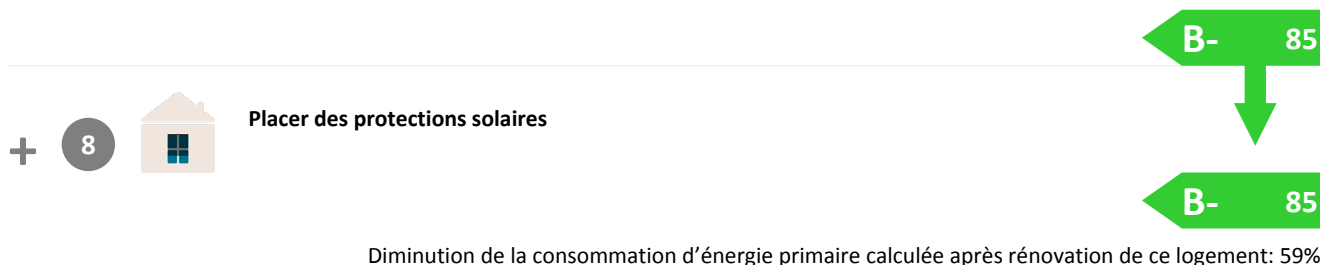 B- 85
+ 8 Placer des protections solaires
B- 85
Diminution de la consommation d’énergie primaire calculée après rénovation de ce logement: 59%